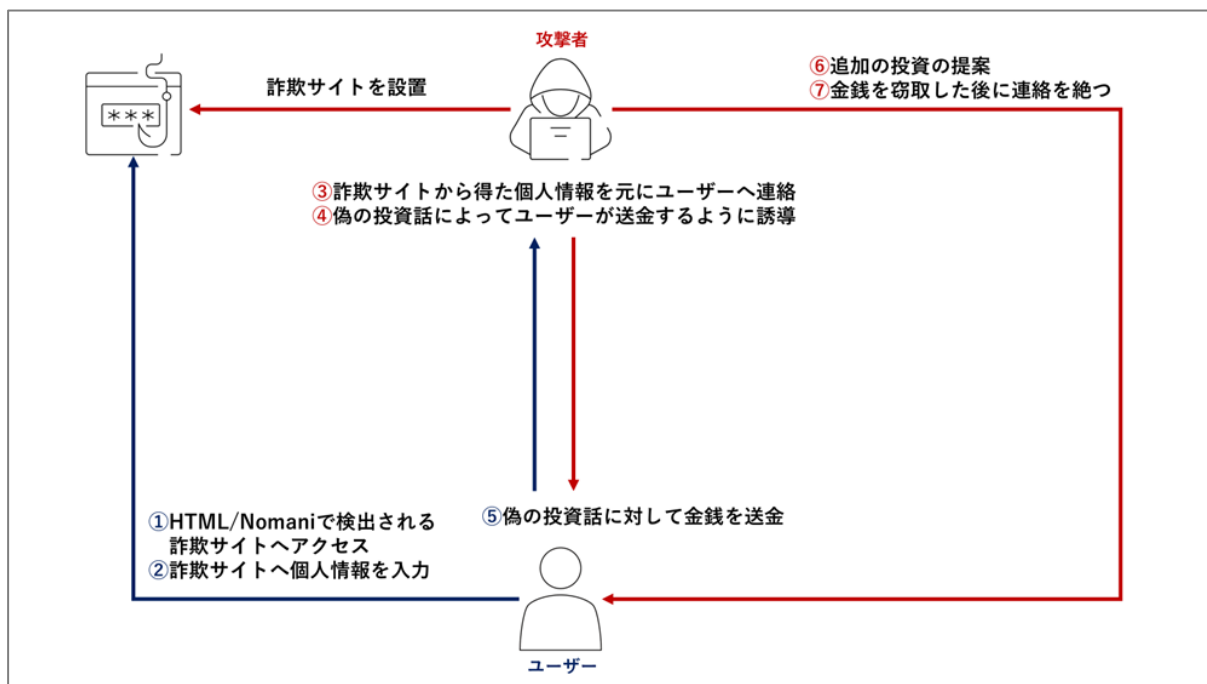 攻撃者
詐欺サイトを設置
⑥追加の投資の提案
⑦金銭を窃取した後に連絡を絶つ
***
③詐欺サイトから得た個人情報を元にユーザーへ連絡
④偽の投資話によってユーザーが送金するように誘導
①HTML/Nomaniで検出される
詐欺サイトへアクセス
②詐欺サイトへ個人情報を入力
⑤偽の投資話に対して金銭を送金
ユーザー